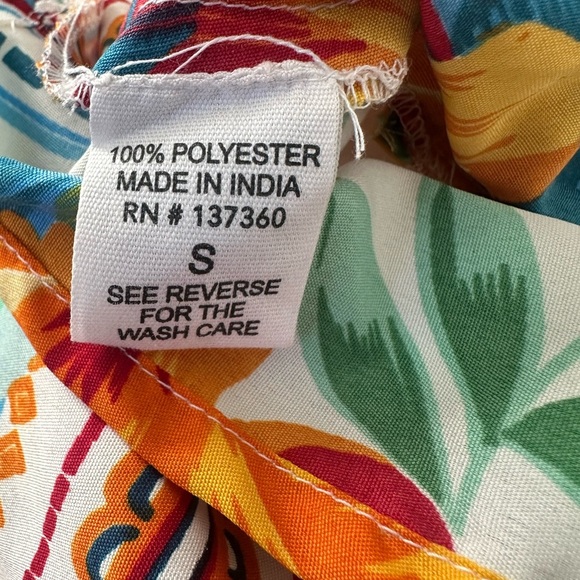 100% POLYESTER
MADE IN INDIA
RN # 137360
S
SEE REVERSE
FOR THE
WASH CARE